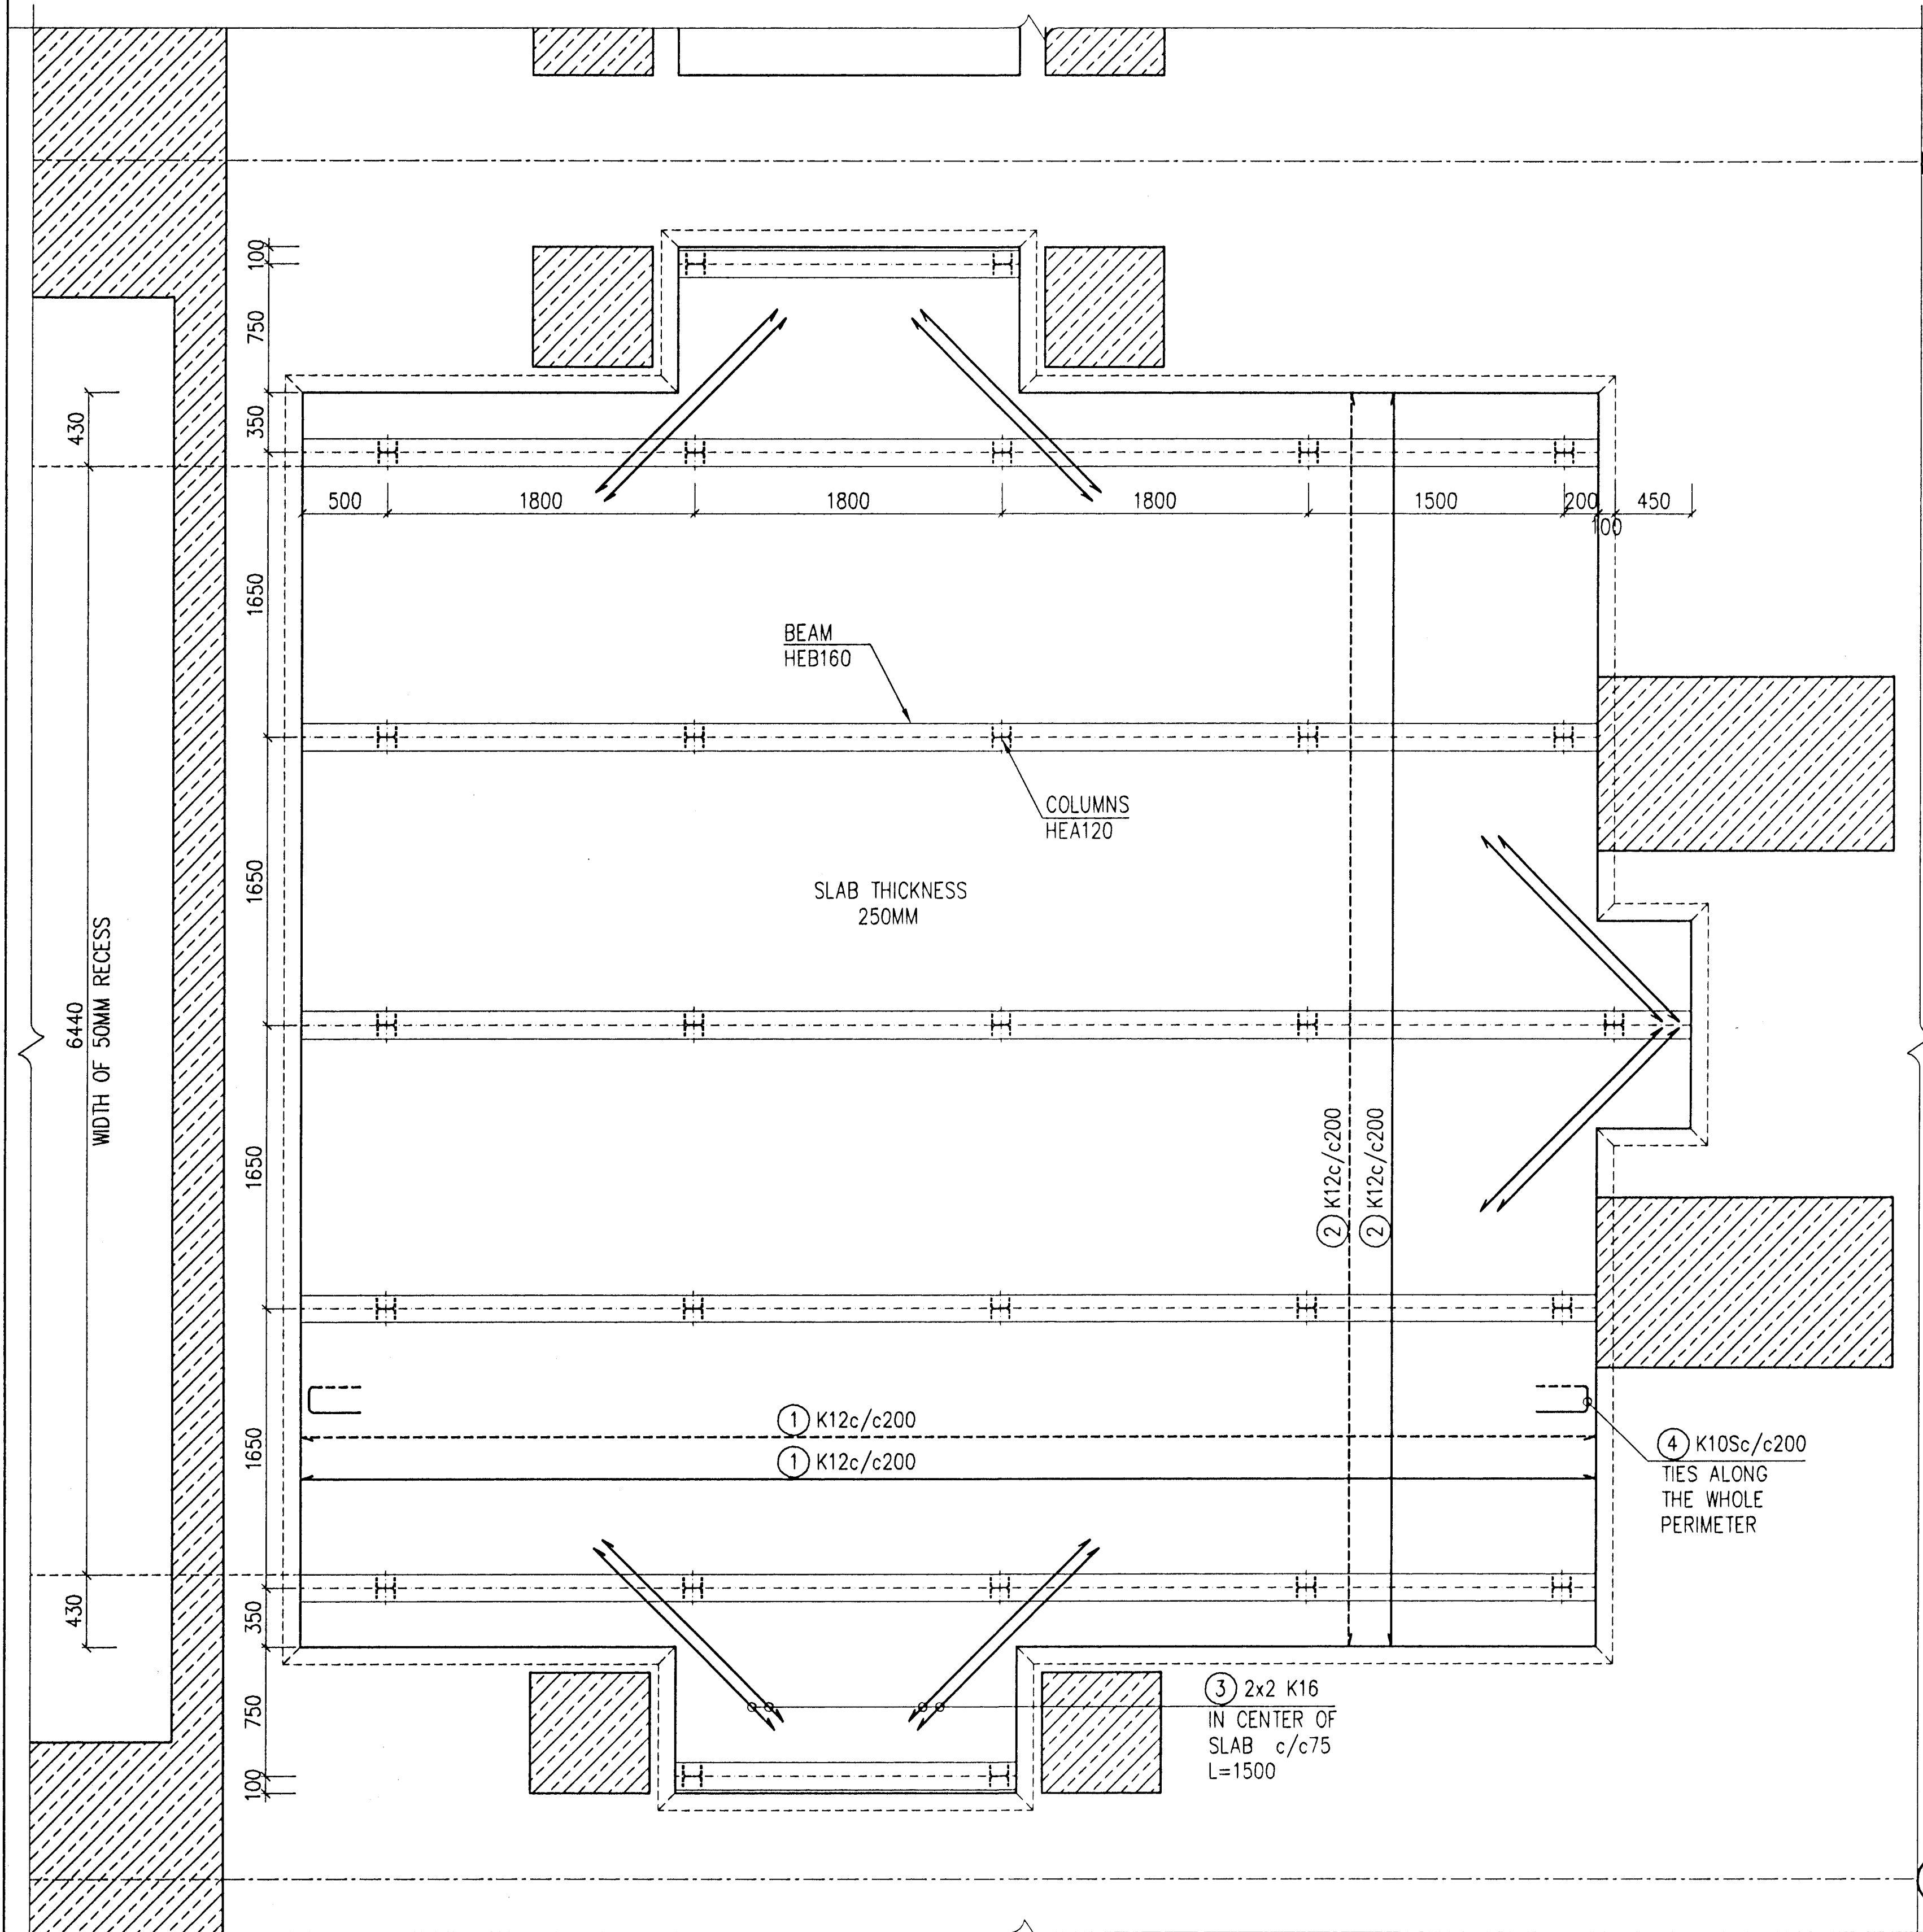 100
750
430
350
500
1800
1800
1800
1500
200
100
450
1650
BEAM
HEB160
COLUMNS
HEA120
1650
SLAB THICKNESS
250MM
6440
WIDTH OF 50MM RECESS
1650
2 K12c/c200
2 K12c/c200
1650
1 K12c/c200
1 K12c/c200
4 K10Sc/c200
TIES ALONG
THE WHOLE
PERIMETER
430
350
750
100
3 2x2 K16
IN CENTER OF
SLAB c/c75
L=1500